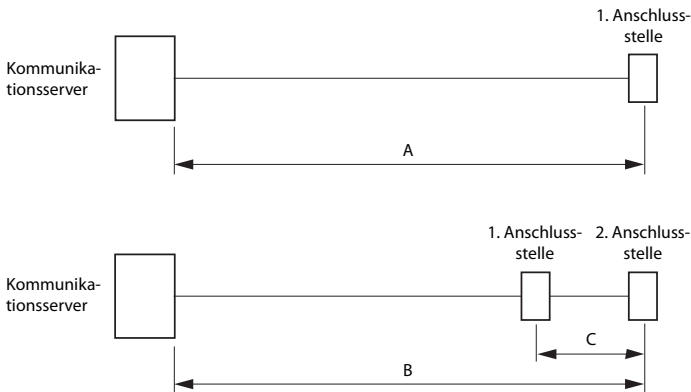 1. Anschluss-
stelle
Kommunika-
tionsserver
A
1. Anschluss-
stelle
2. Anschluss-
stelle
Kommunika-
tionsserver
C
B